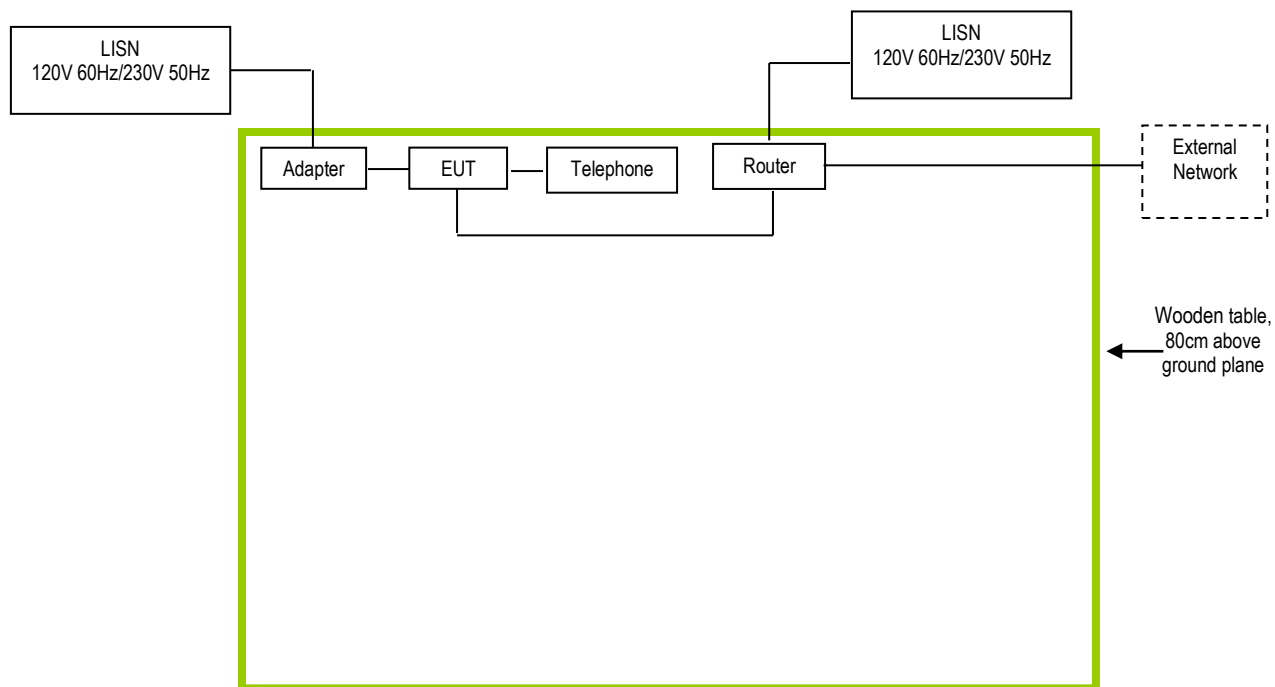 LISN
120V 60Hz/230V 50Hz
LISN
120V 60Hz/230V 50Hz
Adapter
EUT
Telephone
Router
External
Network
Wooden table,
80cm above
ground plane